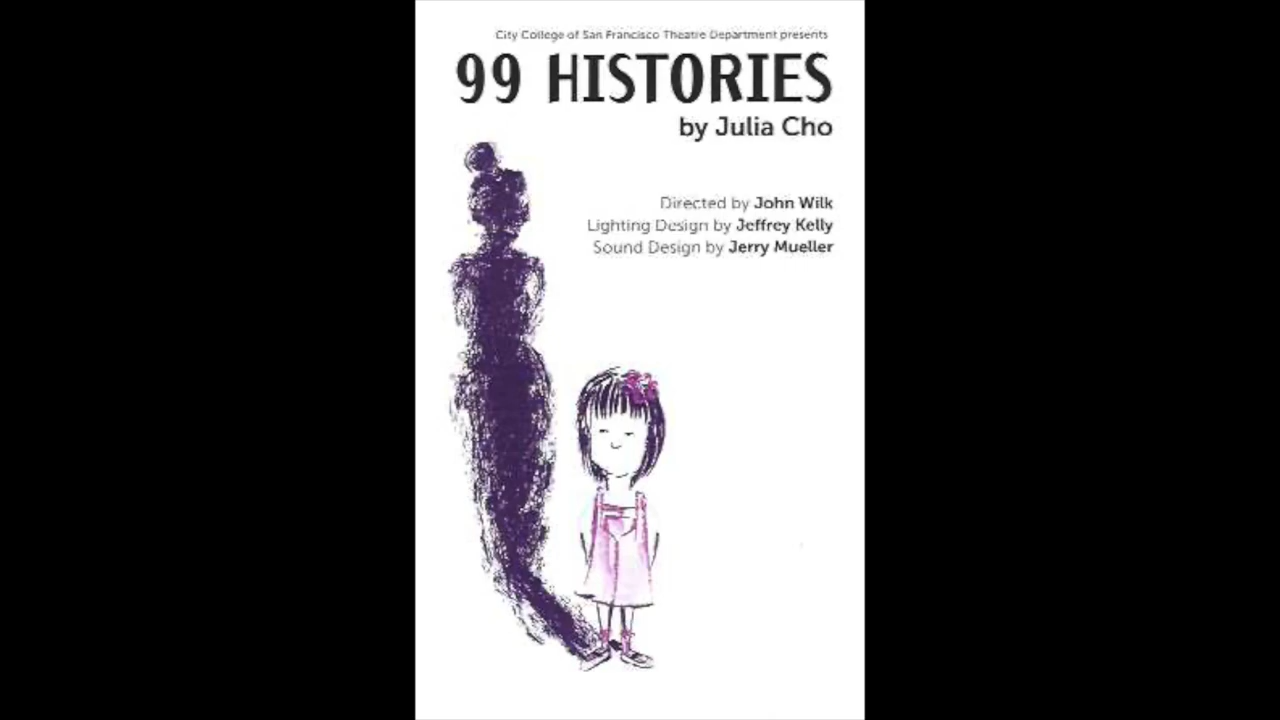 City College of San Francisco Theatre Department presents
99 HISTORIES
by Julia Cho
Directed by John Wilk
Lighting Design by Jeffrey Kelly
Sound Design by Jerry Mueller